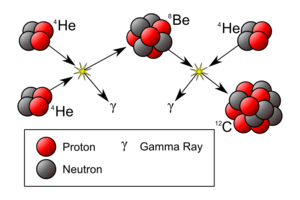 ⁴He
⁸Be
⁴He
⁴He
γ
γ
¹²C
Proton
γ Gamma Ray
Neutron